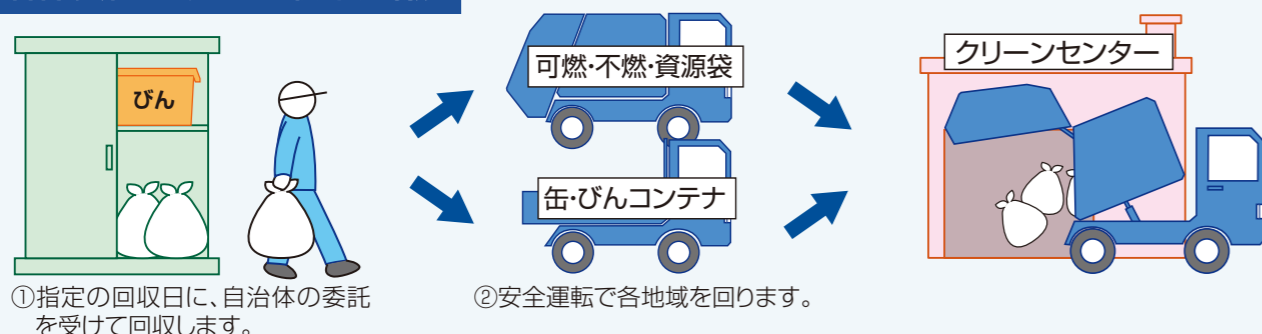 びん
可燃・不燃・資源袋
缶・びんコンテナ
クリーンセンター
①指定の回収日に、自治体の委託
を受けて回収します。
②安全運転で各地域を回ります。